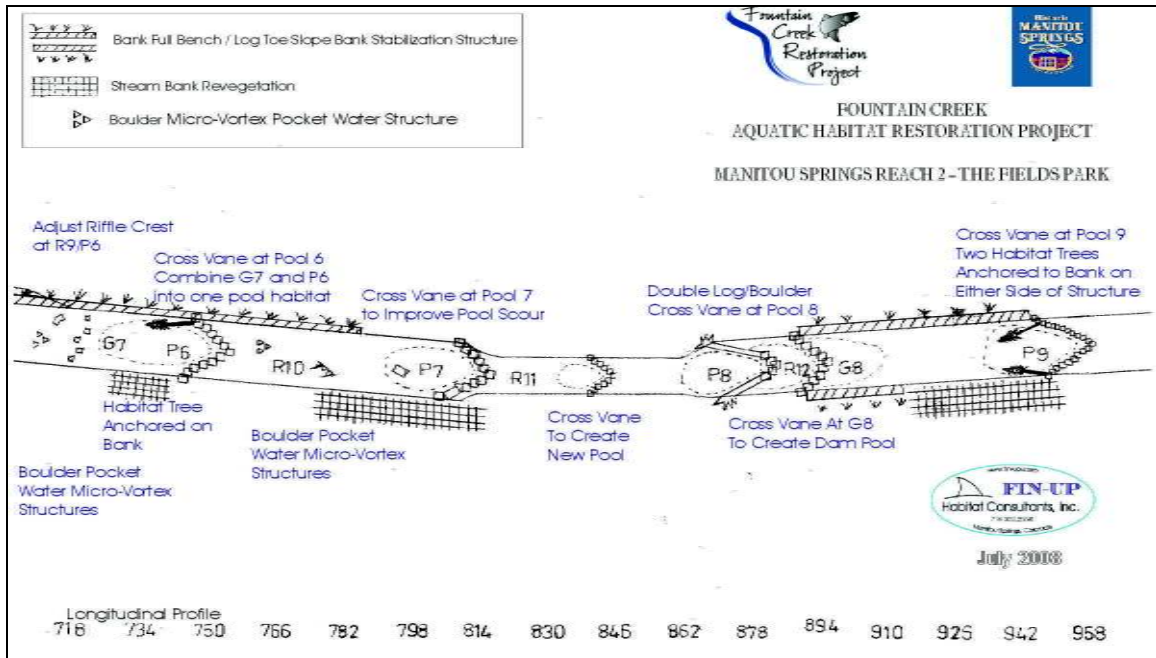 Bank Full Bench / Log Toe Slope Bank Stabilization Structure
Stream Bank Revegetation
Boulder Micro-Vortex Pocket Water Structure
Fountain
Creek
Restoration
Project
Historic
MANITOU
SPRINGS
FOUNTAIN CREEK
AQUATIC HABITAT RESTORATION PROJECT
MANITOU SPRINGS REACH 2 - THE FIELDS PARK
Adjust Riffle Crest
at R9/P6
Cross Vane at Pool 6
Combine G7 and P6
into one pool habitat
Cross Vane at Pool 7
to Improve Pool Scour
Double Log/Boulder
Cross Vane at Pool 8
Cross Vane at Pool 9
Two Habitat Trees
Anchored to Bank on
Either Side of Structure
G7
P6
R10
P7
R11
P8
R12
G8
P9
Habitat Tree
Anchored on
Bank
Boulder Pocket
Water Micro-Vortex
Structures
Boulder Pocket
Water Micro-Vortex
Structures
Cross Vane
To Create
New Pool
Cross Vane At G8
To Create Dam Pool
FIN-UP
Habitat Consultants, Inc.
July 2008
Longitudinal Profile
718 734 750 766 782 798 814 830 846 862 878 894 910 926 942 958